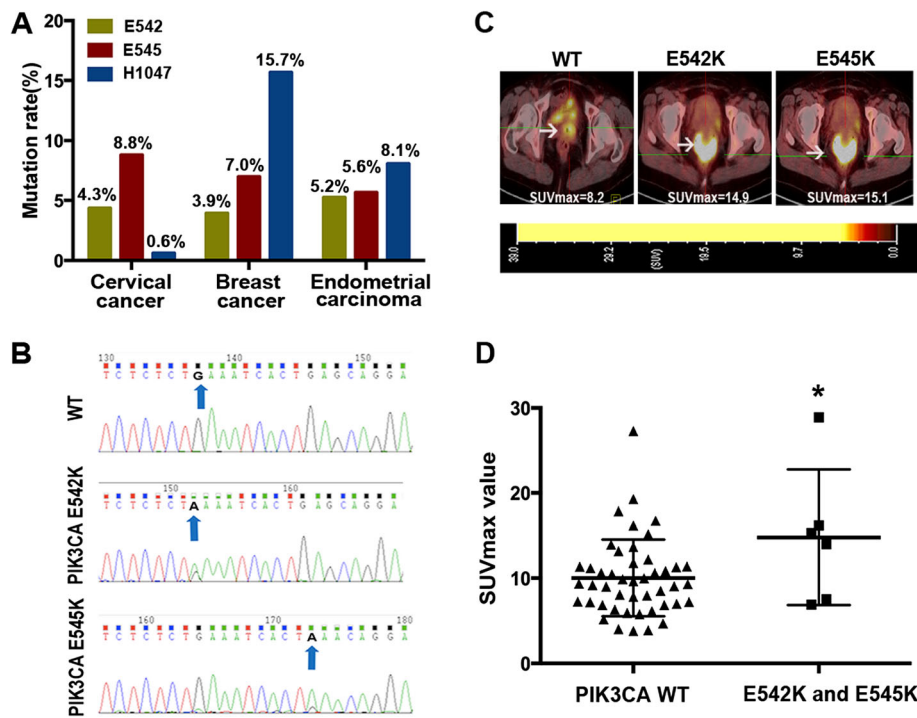 A
Mutation rate(%)
20
15
10
5
0
E542
E545
H1047
4.3%
8.8%
0.6%
3.9%
7.0%
15.7%
5.2%
5.6%
8.1%
Cervical cancer
Breast cancer
Endometrial carcinoma
B
WT
130 140 150
T C T C T C T G A A A T C A C T G A G C A G G A
PIK3CA E542K
150 160
T C T C T C T A A A A T C A C T G A G C A G G A
PIK3CA E545K
160 170 180
T C T C T C T G A A A T C A C T A A A C A G G A
C
WT E542K E545K
SUVmax=8.2 SUVmax=14.9 SUVmax=15.1
39.0 29.2 (SUV) 19.5 9.7 0.0
D
SUVmax value
30
20
10
0
*
PIK3CA WT
E542K and E545K